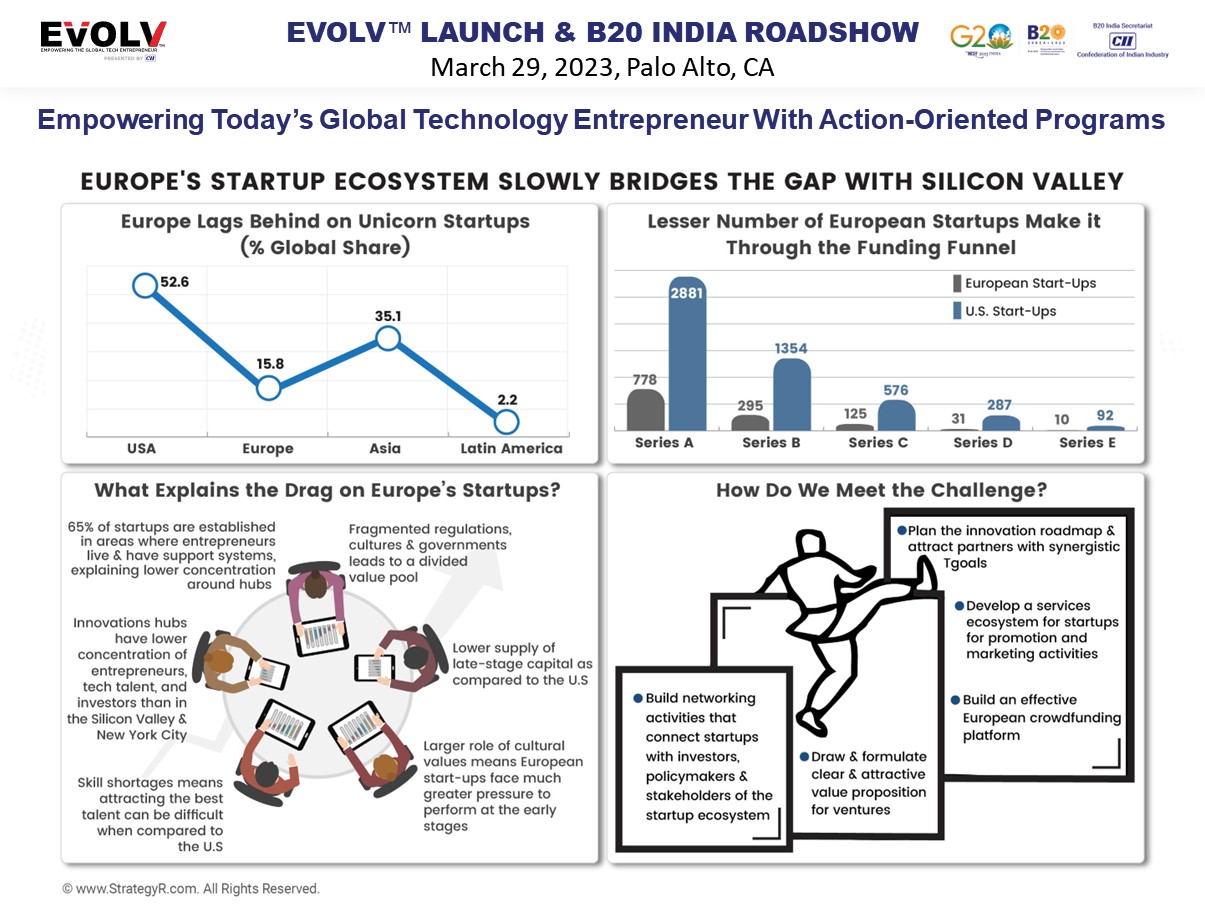 EVOLV™
EMPOWERING THE GLOBAL TECH ENTREPRENEUR
PRESENTED BY CII
EVOLV™ LAUNCH & B20 INDIA ROADSHOW
March 29, 2023, Palo Alto, CA
G20
B20
B20 India Secretariat
CII
Confederation of Indian Industry
Empowering Today's Global Technology Entrepreneur With Action-Oriented Programs
EUROPE'S STARTUP ECOSYSTEM SLOWLY BRIDGES THE GAP WITH SILICON VALLEY
Europe Lags Behind on Unicorn Startups
(% Global Share)
52.6
15.8
35.1
2.2
USA
Europe
Asia
Latin America
Lesser Number of European Startups Make it
Through the Funding Funnel
European Start-Ups
U.S. Start-Ups
778
2881
295
1354
125
576
31
287
10
92
Series A
Series B
Series C
Series D
Series E
What Explains the Drag on Europe's Startups?
65% of startups are established
in areas where entrepreneurs
live & have support systems,
explaining lower concentration
around hubs
Fragmented regulations,
cultures & governments
leads to a divided
value pool
Innovations hubs
have lower
concentration of
entrepreneurs,
tech talent, and
investors than in
the Silicon Valley &
New York City
Lower supply of
late-stage capital as
compared to the U.S
Skill shortages means
attracting the best
talent can be difficult
when compared to
the U.S
Larger role of cultural
values means European
start-ups face much
greater pressure to
perform at the early
stages
How Do We Meet the Challenge?
Plan the innovation roadmap &
attract partners with synergistic
Tgoals
Develop a services
ecosystem for startups
for promotion and
marketing activities
Build an effective
European crowdfunding
platform
Build networking
activities that
connect startups
with investors,
policymakers &
stakeholders of the
startup ecosystem
Draw & formulate
clear & attractive
value proposition
for ventures
© www.StrategyR.com. All Rights Reserved.